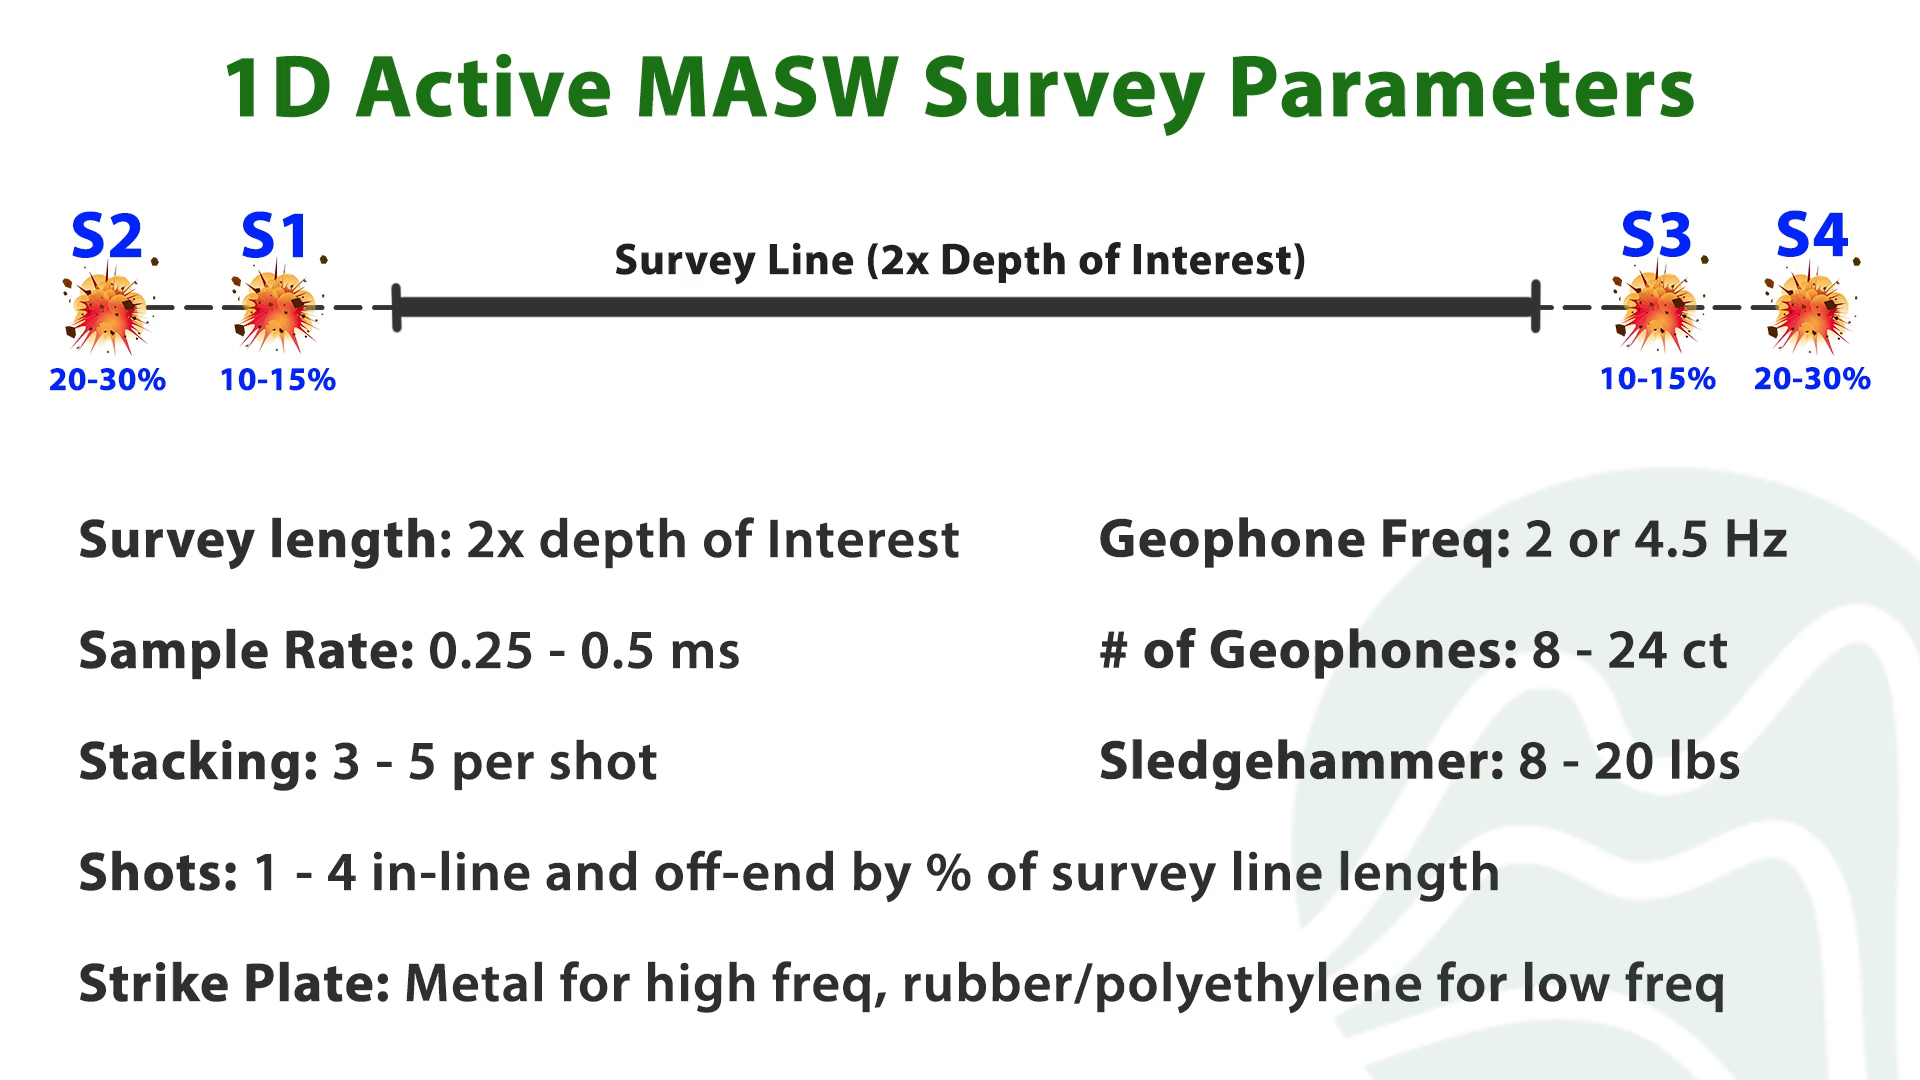 1D Active MASW Survey Parameters
S2 S1 S3 S4
Survey Line (2x Depth of Interest)
20-30% 10-15% 10-15% 20-30%
Survey length: 2x depth of Interest
Geophone Freq: 2 or 4.5 Hz
Sample Rate: 0.25 - 0.5 ms
# of Geophones: 8 - 24 ct
Stacking: 3 - 5 per shot
Sledgehammer: 8 - 20 lbs
Shots: 1 - 4 in-line and off-end by % of survey line length
Strike Plate: Metal for high freq, rubber/polyethylene for low freq